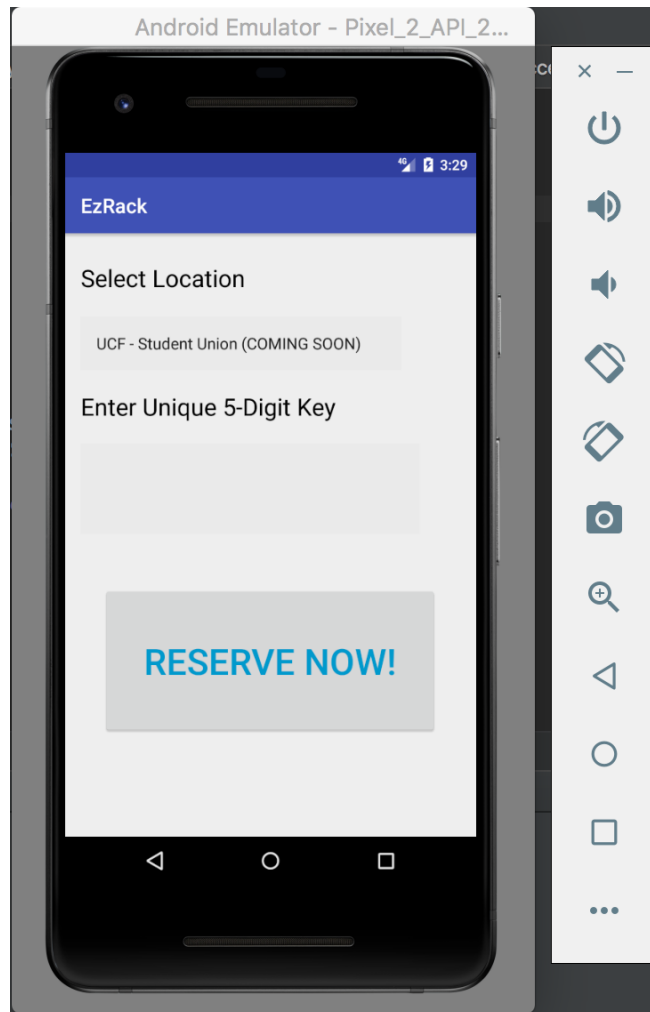 Android Emulator - Pixel_2_API_2...
4G 3:29
EzRack
Select Location
UCF - Student Union (COMING SOON)
Enter Unique 5-Digit Key
RESERVE NOW!